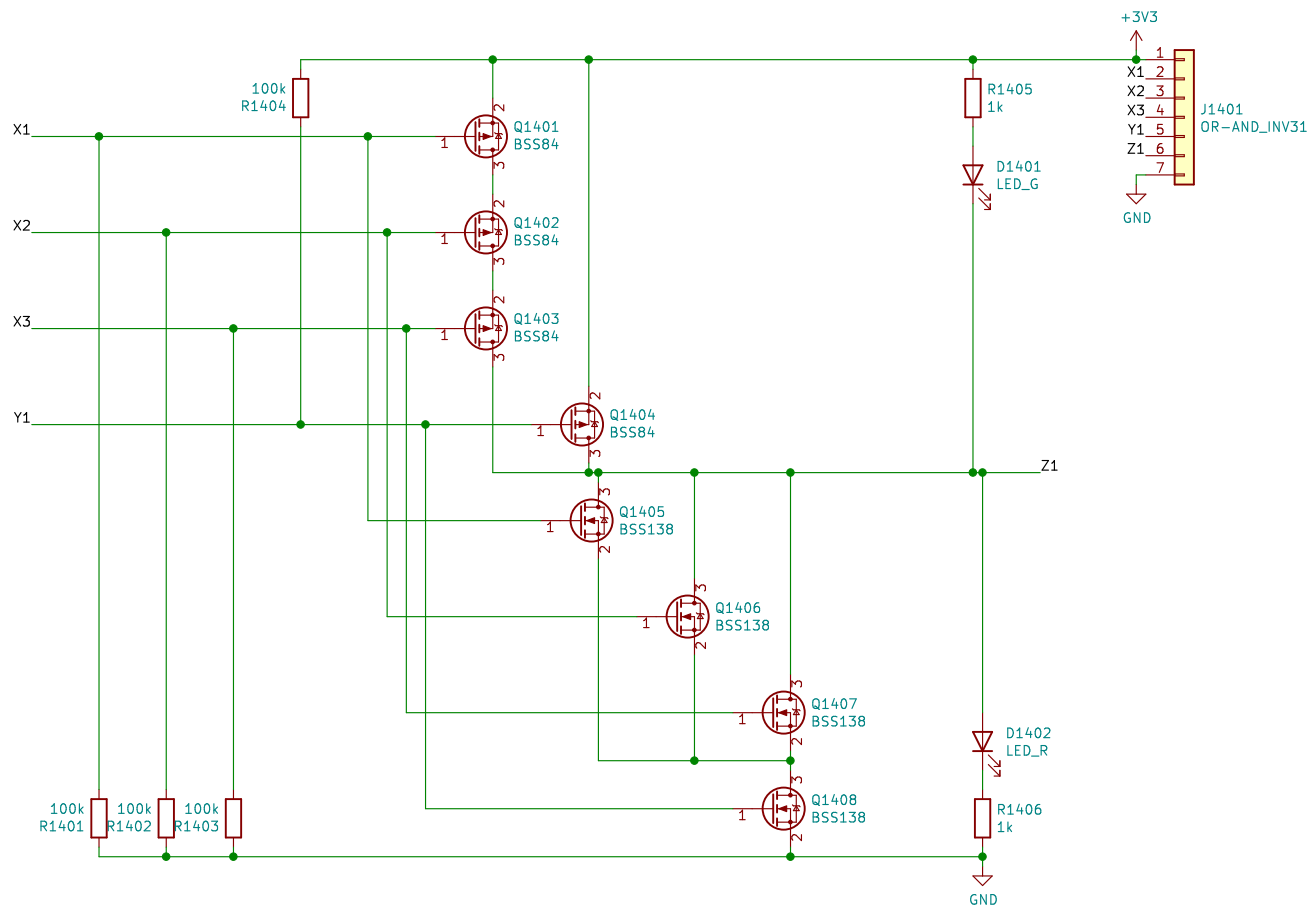 +3V3
1
X1 2
X2 3
X3 4
Y1 5
Z1 6
7
J1401
OR-AND_INV31
GND
100k
R1404
R1405
1k
X1
1
2
3
Q1401
BSS84
D1401
LED_G
X2
1
2
3
Q1402
BSS84
X3
1
2
3
Q1403
BSS84
Y1
1
2
3
Q1404
BSS84
Z1
1
3
2
Q1405
BSS138
1
3
2
Q1406
BSS138
1
3
2
Q1407
BSS138
D1402
LED_R
100k
R1401
100k
R1402
100k
R1403
1
3
2
Q1408
BSS138
R1406
1k
GND